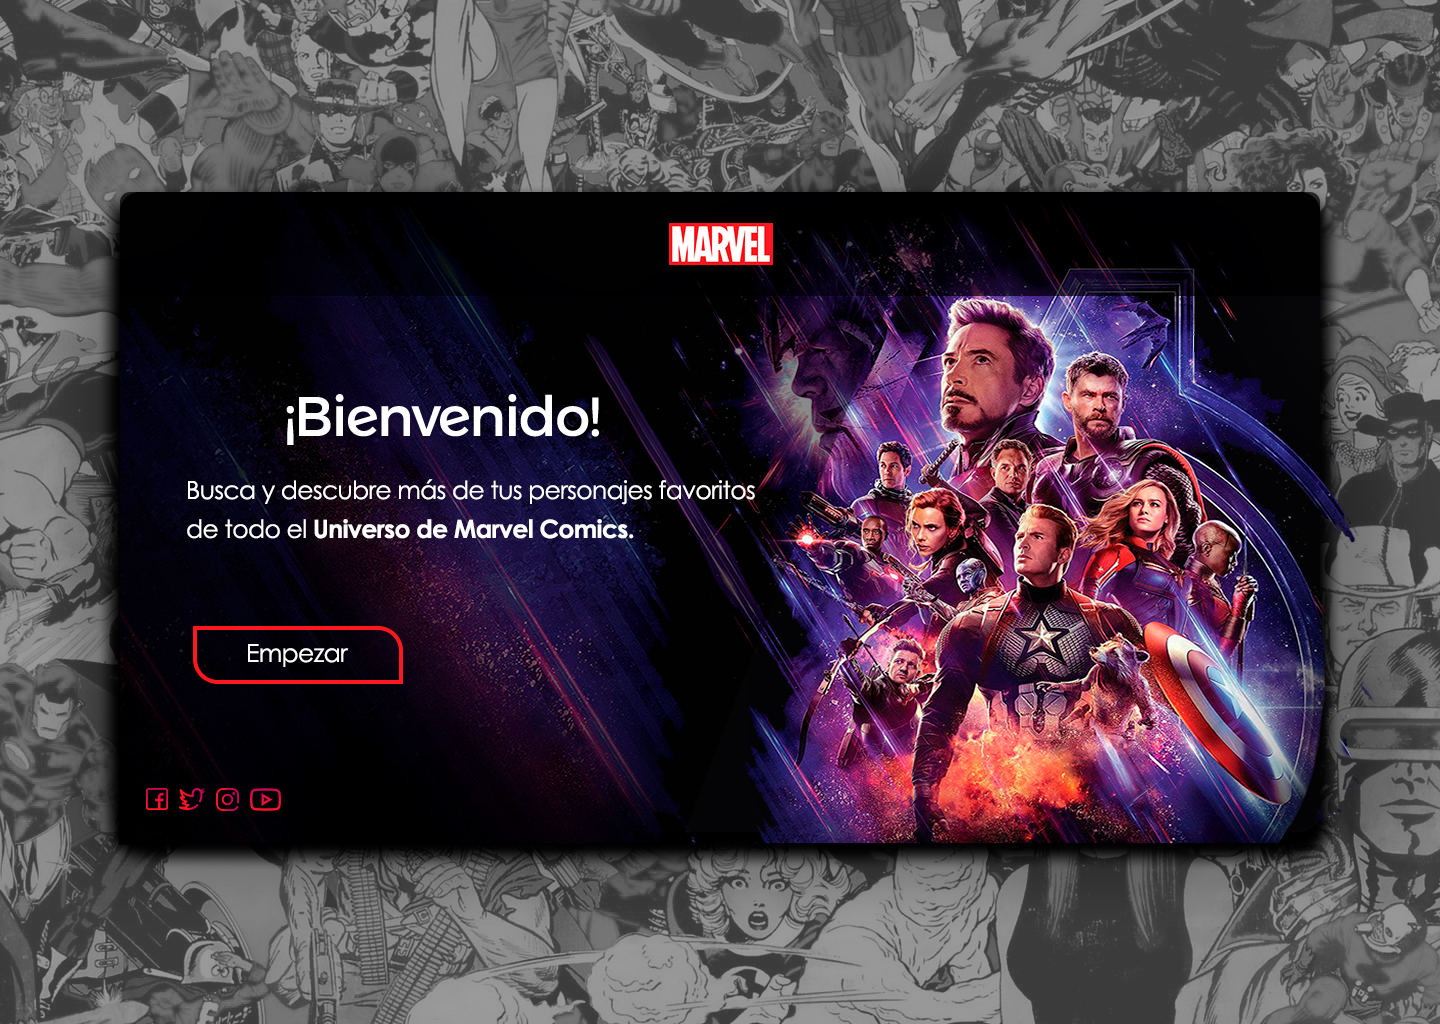 MARVEL
¡Bienvenido!
Busca y descubre más de tus personajes favoritos
de todo el Universo de Marvel Comics.
Empezar